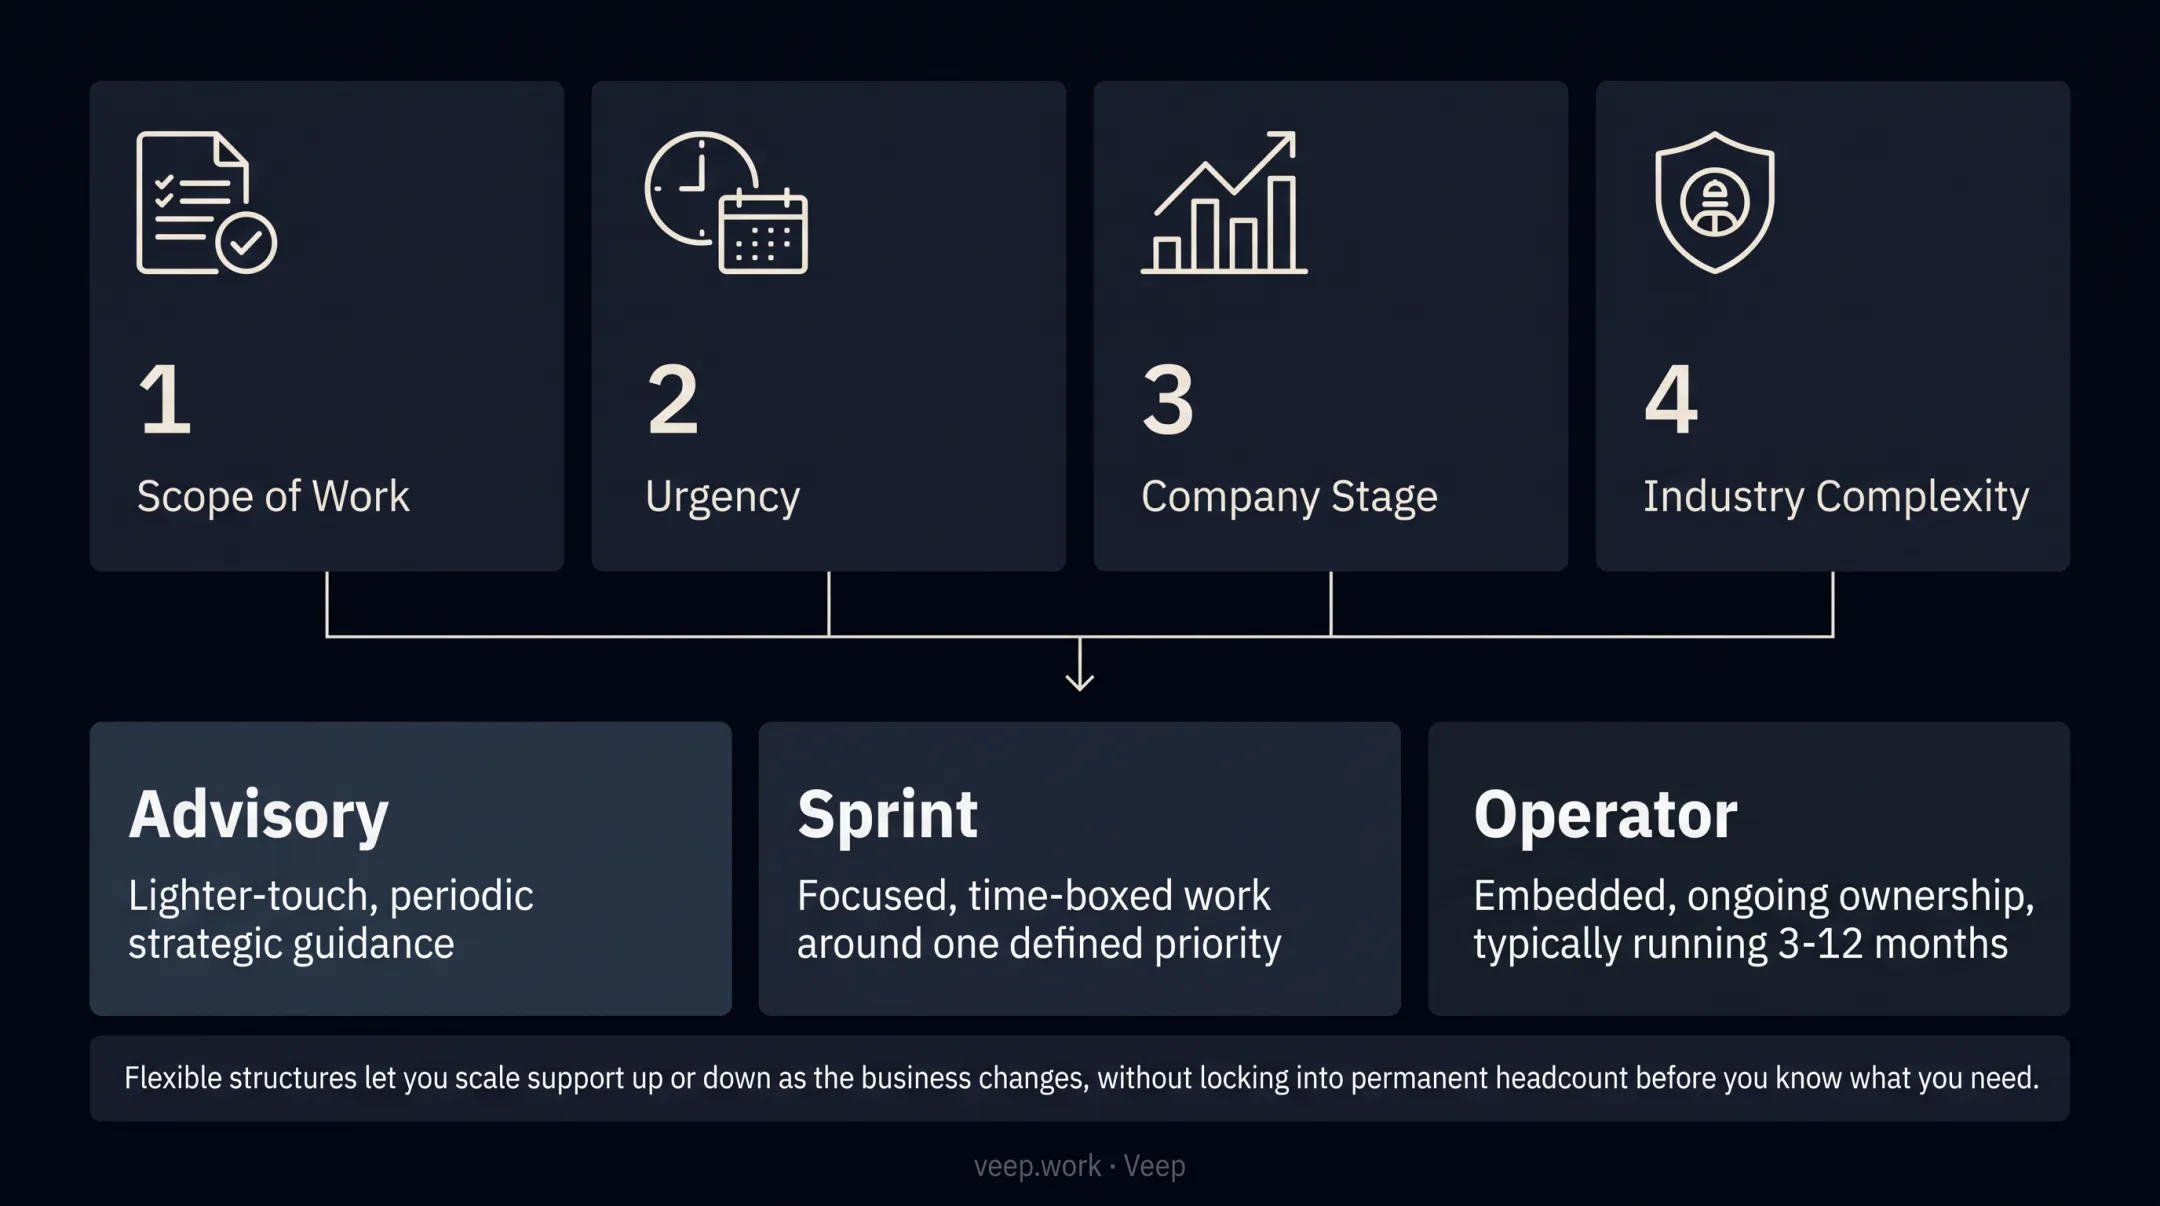 1
Scope of Work
2
Urgency
3
Company Stage
4
Industry Complexity
Advisory
Lighter-touch, periodic
strategic guidance
Sprint
Focused, time-boxed work
around one defined priority
Operator
Embedded, ongoing ownership,
typically running 3-12 months
Flexible structures let you scale support up or down as the business changes, without locking into permanent headcount before you know what you need.
veep.work · Veep